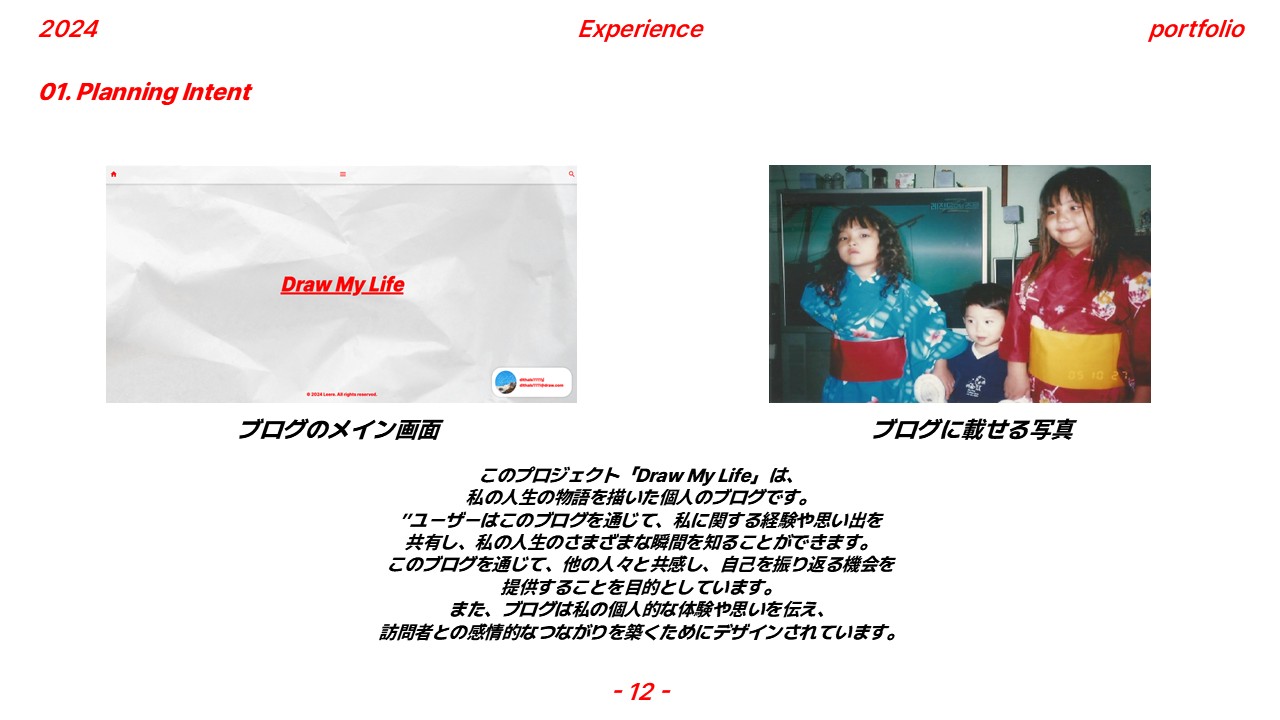 2024
Experience
portfolio
01. Planning Intent
Draw My Life
© 2024 Loere. All rights reserved.
05 10 27
ブログのメイン画面
ブログに載せる写真
このプロジェクト「Draw My Life」は、
私の人生の物語を描いた個人のブログです。
"ユーザーはこのブログを通じて、私に関する経験や思い出を
共有し、私の人生のさまざまな瞬間を知ることができます。
このブログを通じて、他の人々と共感し、自己を振り返る機会を
提供することを目的としています。
また、ブログは私の個人的な体験や思いを伝え、
訪問者との感情的なつながりを築くためにデザインされています。
- 12 -